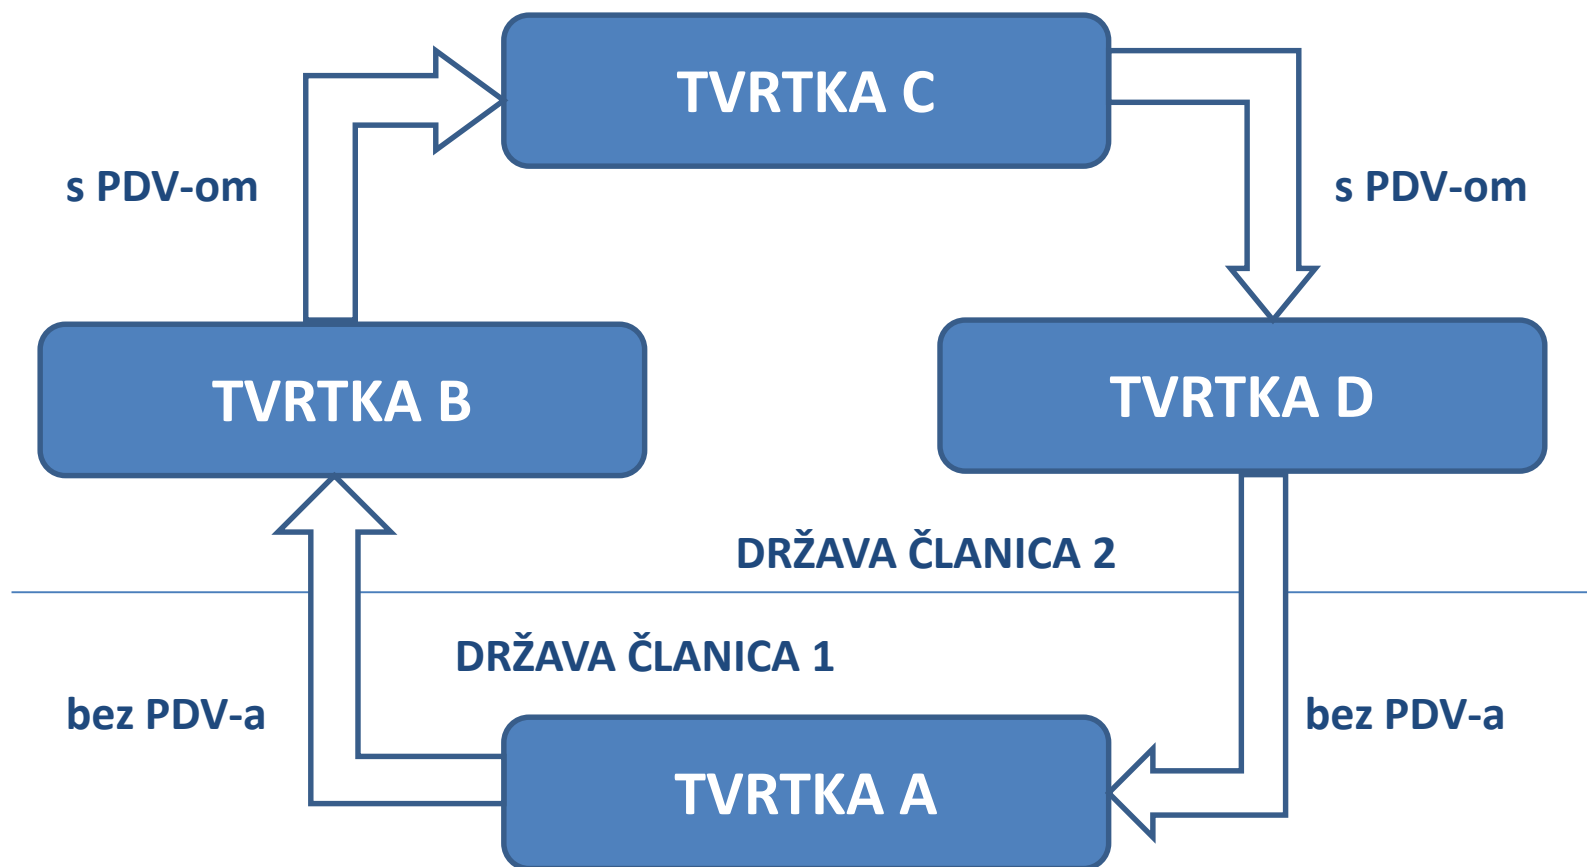 TVRTKA C
s PDV-om
s PDV-om
TVRTKA B
TVRTKA D
DRŽAVA ČLANICA 2
DRŽAVA ČLANICA 1
bez PDV-a
bez PDV-a
TVRTKA A